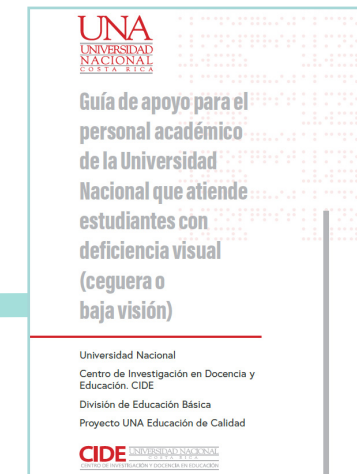 UNA
UNIVERSIDAD
NACIONAL
COSTA RICA
Guía de apoyo para el
personal académico
de la Universidad
Nacional que atiende
estudiantes con
deficiencia visual
(ceguera o
baja visión)
Universidad Nacional
Centro de Investigación en Docencia y
Educación. CIDE
División de Educación Básica
Proyecto UNA Educación de Calidad
CIDE UNIVERSIDAD NACIONAL
COSTA RICA
CENTRO DE INVESTIGACIÓN Y DOCENCIA EN EDUCACIÓN